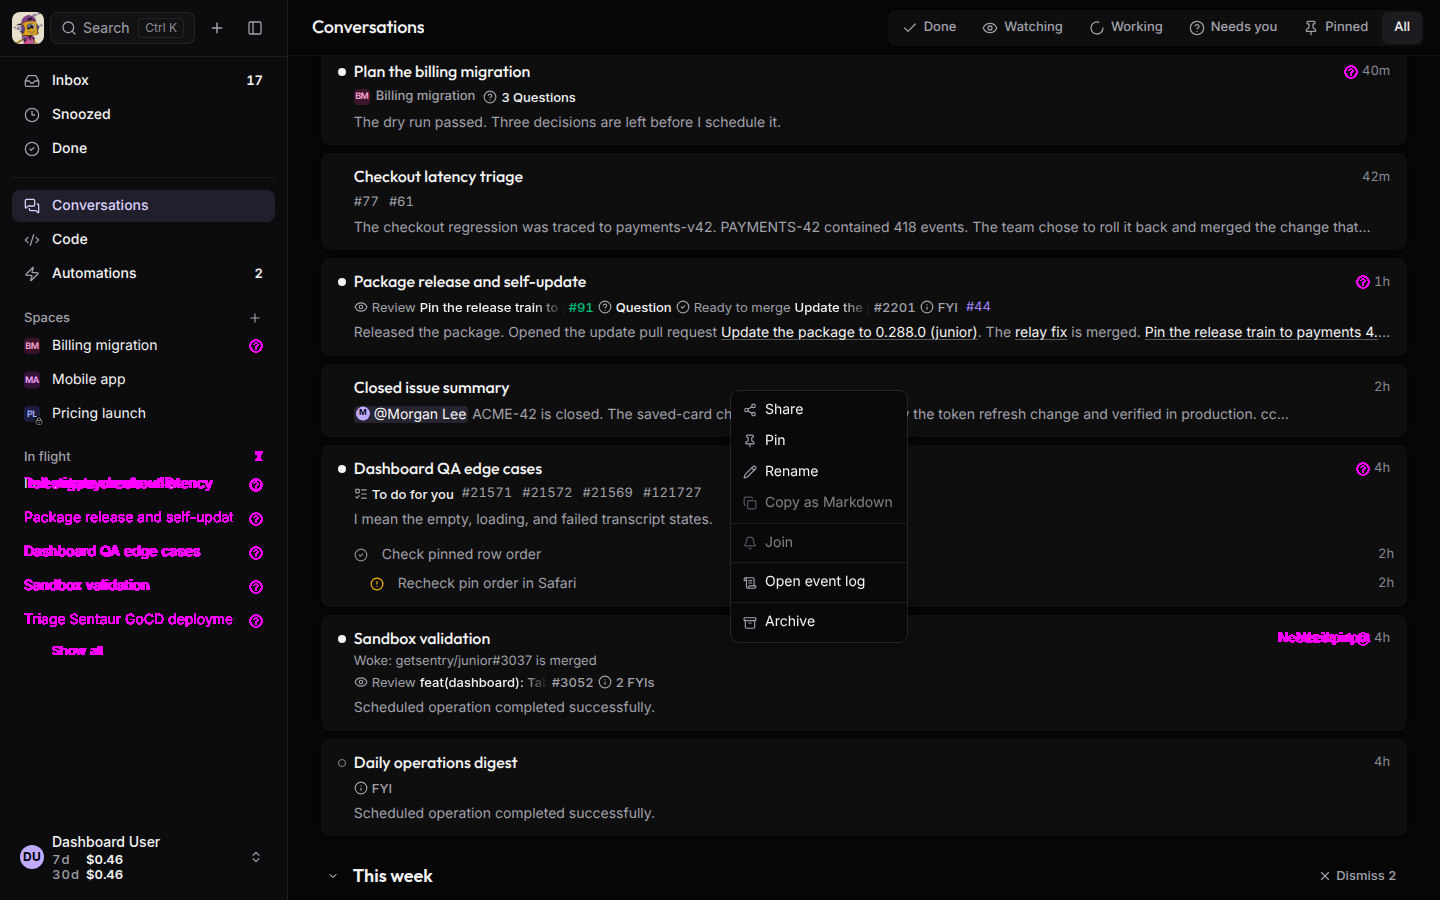 Search Ctrl K
Inbox 17
Snoozed
Done
Conversations
Code
Automations 2
Spaces
BM Billing migration
MA Mobile app
PL Pricing launch
In flight
Package release and self-updat
Dashboard QA edge cases
Sandbox validation
Triage Sentaur GoCD deployme
Show all
DU Dashboard User
7d $0.46
30d $0.46
Conversations
Done Watching Working Needs you Pinned All
Plan the billing migration 40m
BM Billing migration 3 Questions
The dry run passed. Three decisions are left before I schedule it.
Checkout latency triage 42m
#77 #61
The checkout regression was traced to payments-v42. PAYMENTS-42 contained 418 events. The team chose to roll it back and merged the change that...
Package release and self-update 1h
Review Pin the release train to #91 Question Ready to merge Update the #2201 FYI #44
Released the package. Opened the update pull request Update the package to 0.288.0 (junior). The relay fix is merged. Pin the release train to payments 4....
Closed issue summary 2h
M @Morgan Lee ACME-42 is closed. The saved-card ch the token refresh change and verified in production. cc...
Dashboard QA edge cases 4h
To do for you #21571 #21572 #21569 #121727
I mean the empty, loading, and failed transcript states.
Check pinned row order 2h
Recheck pin order in Safari 2h
Share
Pin
Rename
Copy as Markdown
Join
Open event log
Archive
Sandbox validation 4h
Woke: getsentry/junior#3037 is merged
Review feat(dashboard): Ta #3052 2 FYIs
Scheduled operation completed successfully.
Daily operations digest 4h
FYI
Scheduled operation completed successfully.
This week Dismiss 2